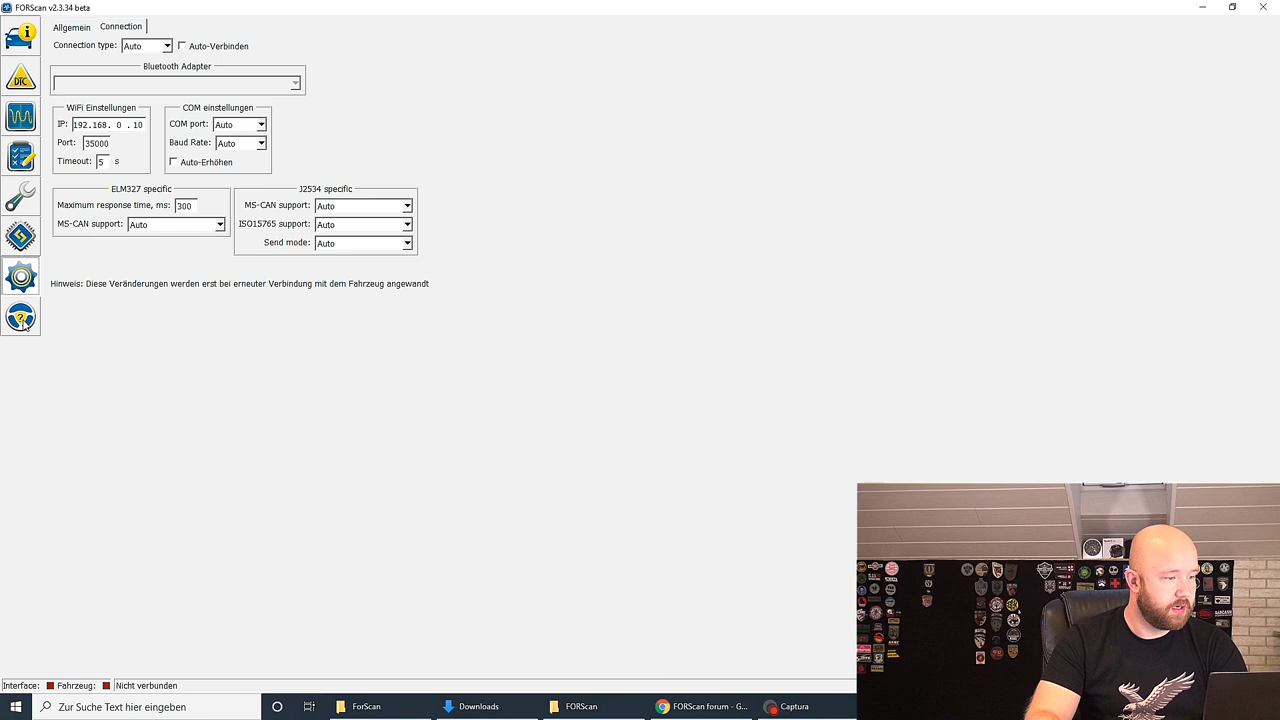 FORScan v2.3.34 beta
Allgemein Connection
Connection type: Auto Auto-Verbinden
Bluetooth Adapter
WiFi Einstellungen COM einstellungen
IP: 192.168. 0 . 10 COM port: Auto
Port: 35000 Baud Rate: Auto
Timeout: 5 s Auto-Erhöhen
ELM327 specific J2534 specific
Maximum response time, ms: 300 MS-CAN support: Auto
MS-CAN support: Auto ISO15765 support: Auto
Send mode: Auto
Hinweis: Diese Veränderungen werden erst bei erneuter Verbindung mit dem Fahrzeug angewandt
DTC
Interface: Fahrzeug: Nicht verbunden
Zur Suche Text hier eingeben ForScan Downloads FORScan FORScan forum - G... Captura